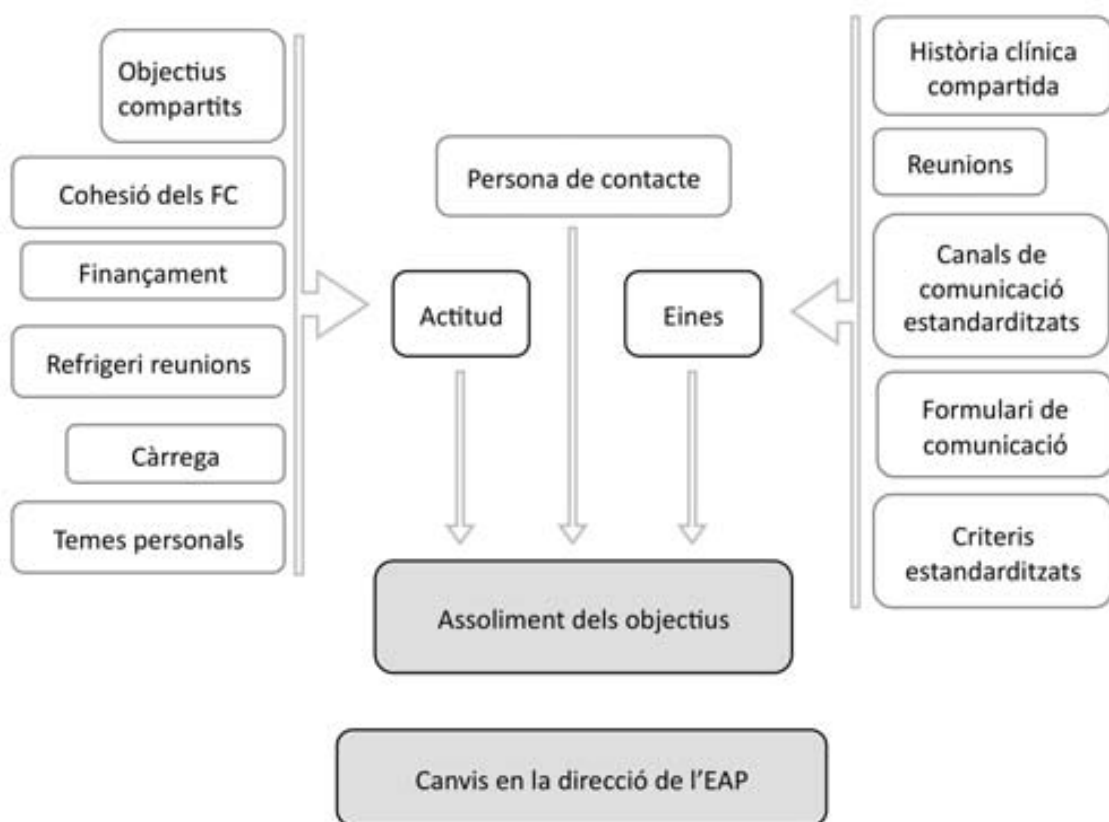 Objectius
compartits
Cohesió dels FC
Finançament
Refrigeri reunions
Càrrega
Temes personals
Persona de contacte
Actitud
Eines
Història clínica
compartida
Reunions
Canals de
comunicació
estandarditzats
Formulari de
comunicació
Criteris
estandarditzats
Assoliment dels objectius
Canvis en la direcció de l'EAP